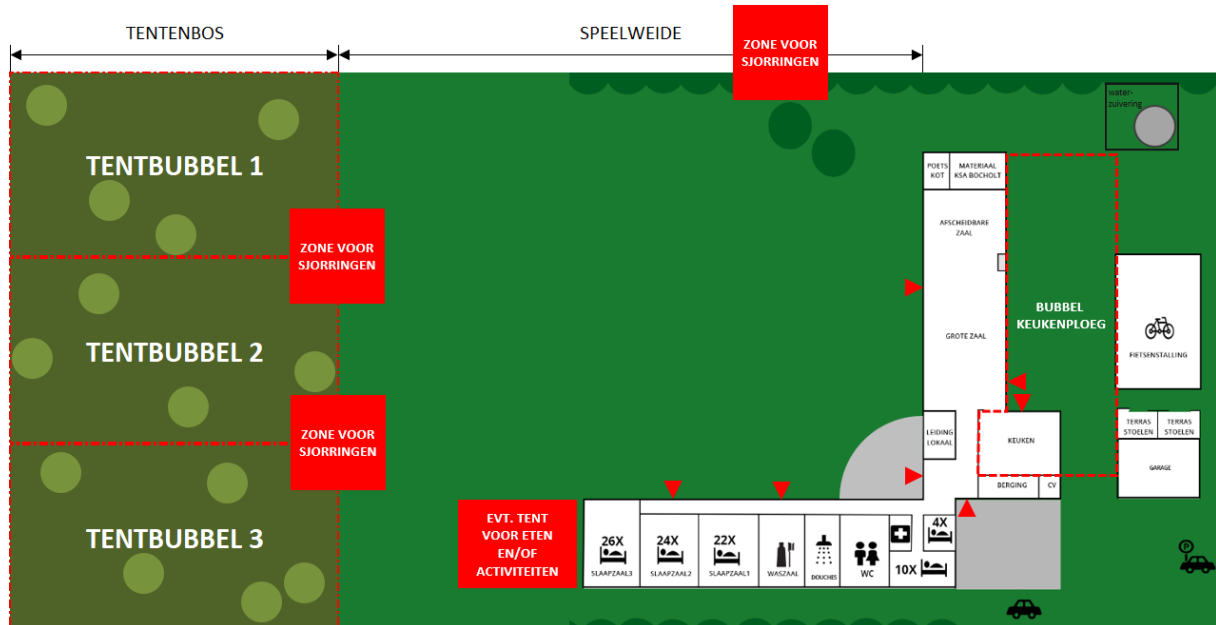 TENTENBOS
SPEELWEIDE
ZONE VOOR
SJORRINGEN
water-
zuivering
TENTBUBBEL 1
POETS
KOT
MATERIAAL
KSA BOCHOLT
AFSCHEIDBARE
ZAAL
ZONE VOOR
SJORRINGEN
BUBBEL
KEUKENPLOEG
TENTBUBBEL 2
GROTE ZAAL
FIETSENSTALLING
ZONE VOOR
SJORRINGEN
LEIDING
LOKAAL
KEUKEN
TERRAS
STOELEN
TERRAS
STOELEN
GARAGE
BERGING
CV
TENTBUBBEL 3
EVT. TENT
VOOR ETEN
EN/OF
ACTIVITEITEN
26X
SLAAPZAAL3
24X
SLAAPZAAL2
22X
SLAAPZAAL1
WASZAAL
DOUCHES
WC
4X
10X
P